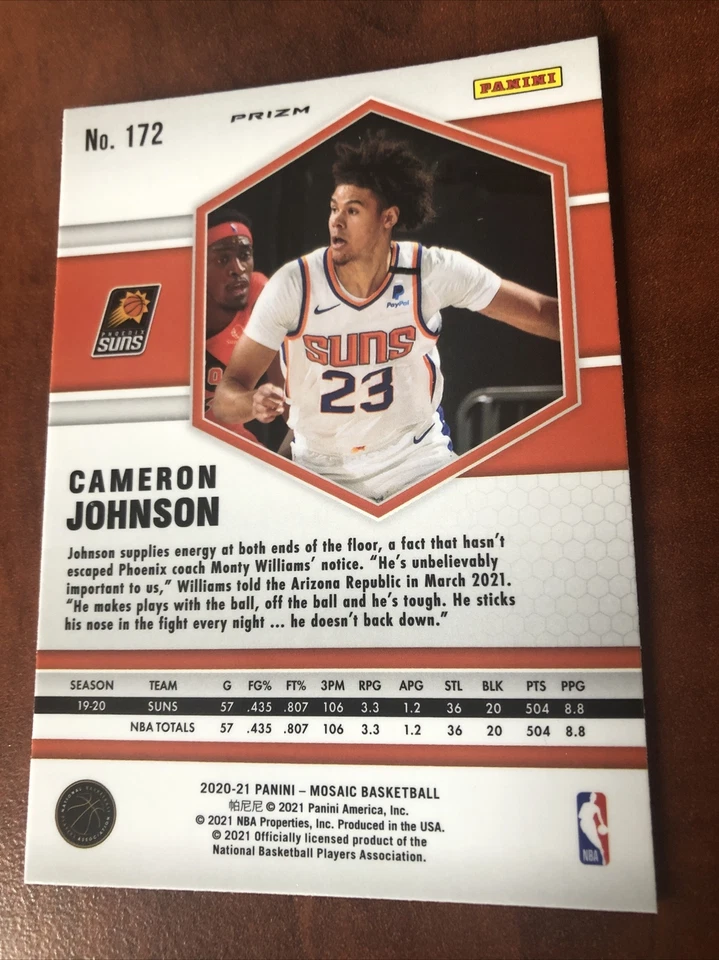 PANINI
No. 172
PRIZM
PayPal
SUNS
23
PHOENIX
SUNS
CAMERON
JOHNSON
Johnson supplies energy at both ends of the floor, a fact that hasn't
escaped Phoenix coach Monty Williams' notice. “He's unbelievably
important to us,” Williams told the Arizona Republic in March 2021.
“He makes plays with the ball, off the ball and he's tough. He sticks
his nose in the fight every night ... he doesn't back down.”
SEASON TEAM G FG% FT% 3PM RPG APG STL BLK PTS PPG
19-20 SUNS 57 .435 .807 106 3.3 1.2 36 20 504 8.8
NBA TOTALS 57 .435 .807 106 3.3 1.2 36 20 504 8.8
2020-21 PANINI – MOSAIC BASKETBALL
帕尼尼 © 2021 Panini America, Inc.
© 2021 NBA Properties, Inc. Produced in the USA.
© 2021 Officially licensed product of the
National Basketball Players Association.
NBA